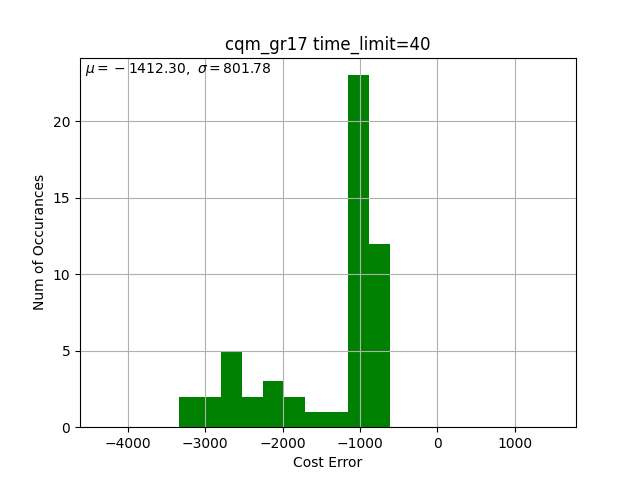 cqm_gr17 time_limit=40
μ = −1412.30, σ = 801.78
Num of Occurances
20
15
10
5
0
−4000 −3000 −2000 −1000 0 1000
Cost Error